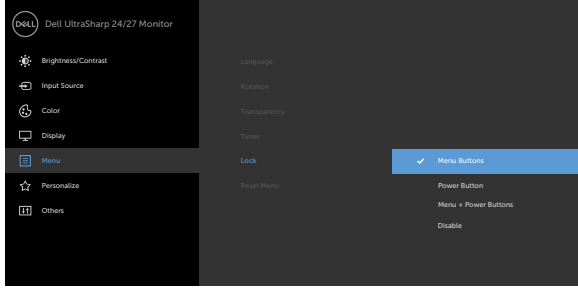 DELL Dell UltraSharp 24/27 Monitor
Brightness/Contrast
Input Source
Color
Display
Menu
Personalize
Others
Language
Rotation
Transparency
Timer
Lock
Reset Menu
Menu Buttons
Power Button
Menu + Power Buttons
Disable